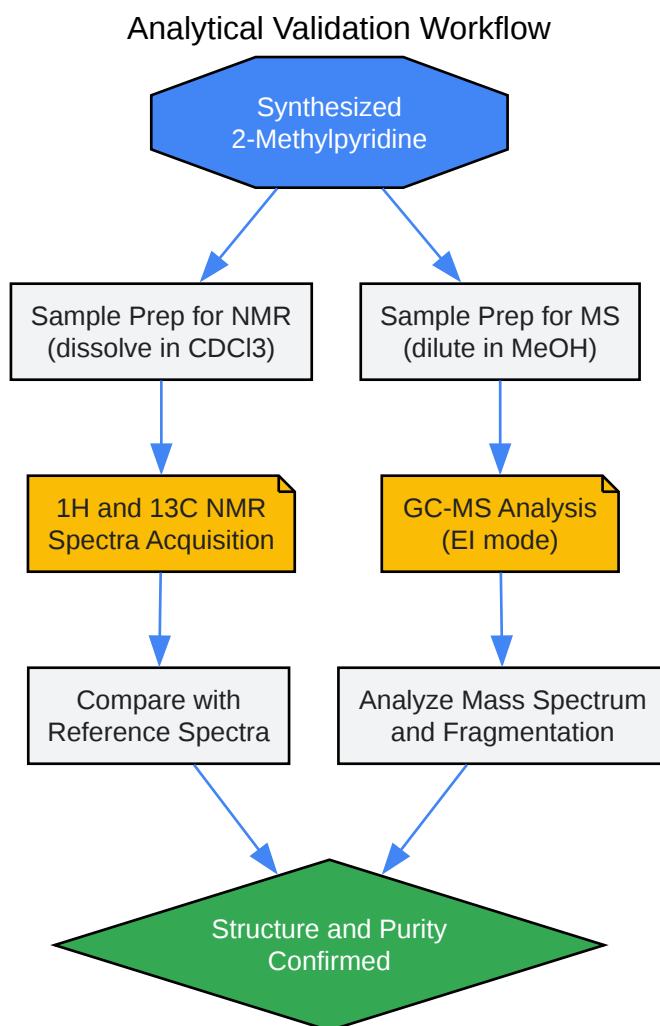 Analytical Validation Workflow
Synthesized
2-Methylpyridine
Sample Prep for NMR
(dissolve in CDCl3)
Sample Prep for MS
(dilute in MeOH)
1H and 13C NMR
Spectra Acquisition
GC-MS Analysis
(EI mode)
Compare with
Reference Spectra
Analyze Mass Spectrum
and Fragmentation
Structure and Purity
Confirmed